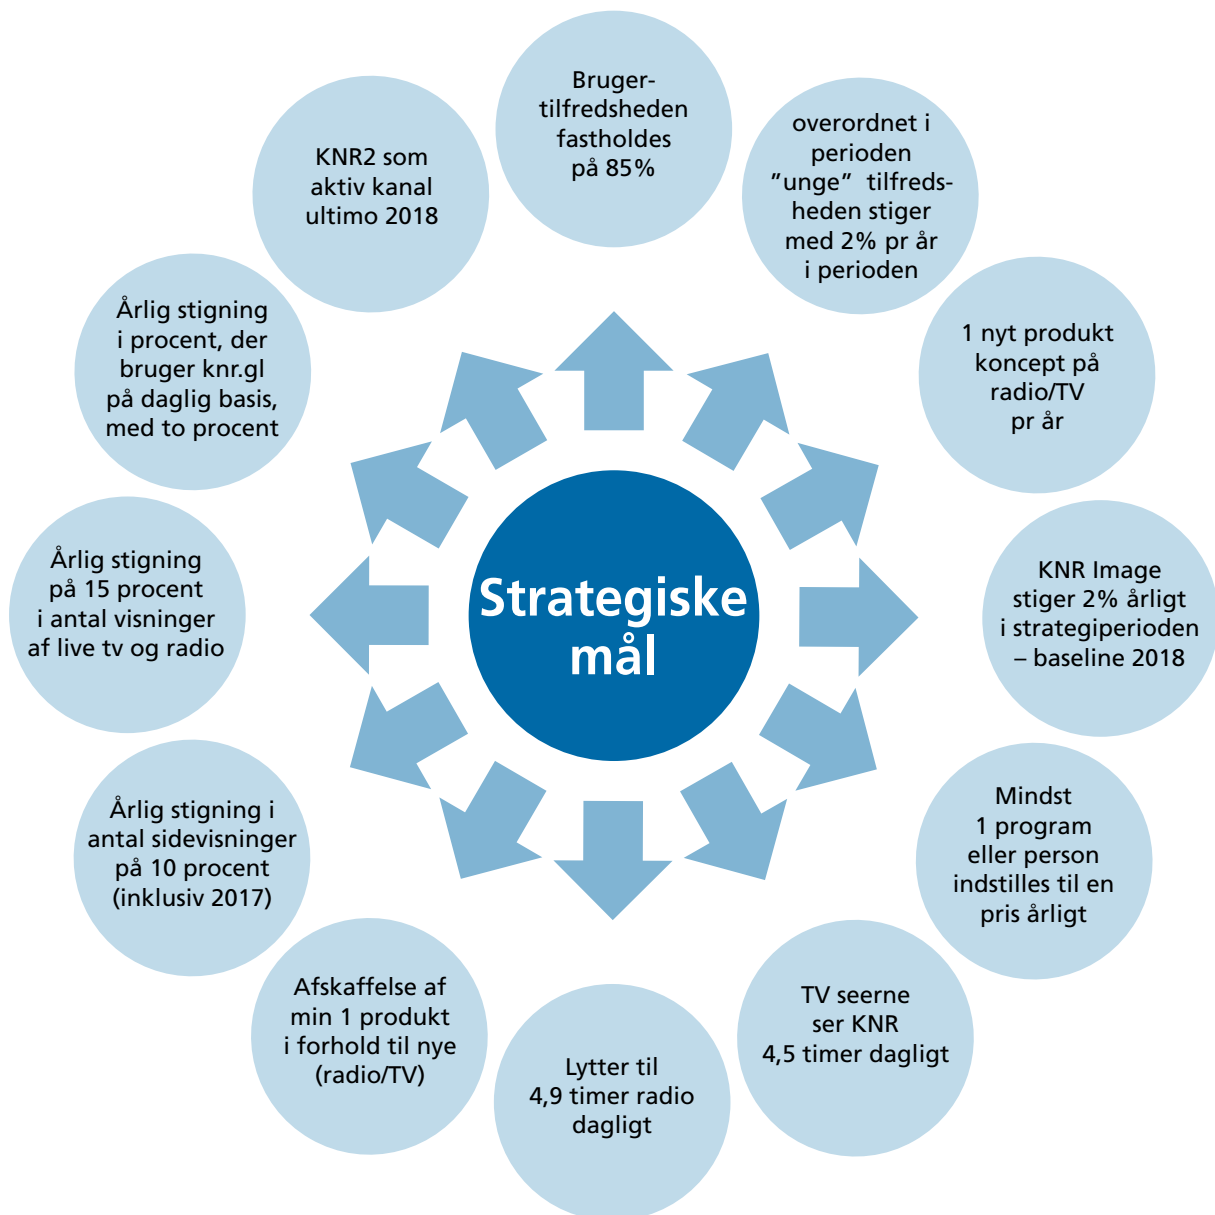 Strategiske
mål
Bruger-
tilfredsheden
fastholdes
på 85%
overordnet i
perioden
”unge” tilfreds-
heden stiger
med 2% pr år
i perioden
1 nyt produkt
koncept på
radio/TV
pr år
KNR Image
stiger 2% årligt
i strategiperioden
– baseline 2018
Mindst
1 program
eller person
indstilles til en
pris årligt
TV seerne
ser KNR
4,5 timer dagligt
Lytter til
4,9 timer radio
dagligt
Afskaffelse af
min 1 produkt
i forhold til nye
(radio/TV)
Årlig stigning i
antal sidevisninger
på 10 procent
(inklusiv 2017)
Årlig stigning
på 15 procent
i antal visninger
af live tv og radio
Årlig stigning
i procent, der
bruger knr.gl
på daglig basis,
med to procent
KNR2 som
aktiv kanal
ultimo 2018